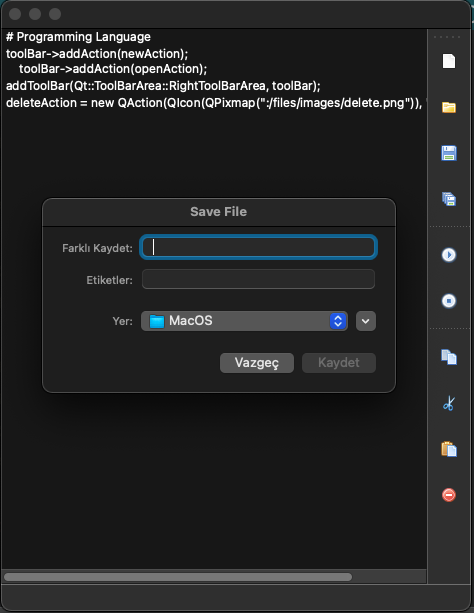 # Programming Language
toolBar->addAction(newAction);
    toolBar->addAction(openAction);
addToolBar(Qt::ToolBarArea::RightToolBarArea, toolBar);
deleteAction = new QAction(QIcon(QPixmap(":/files/images/delete.png")), "
Save File
Farklı Kaydet:
Etiketler:
Yer: MacOS
Vazgeç Kaydet